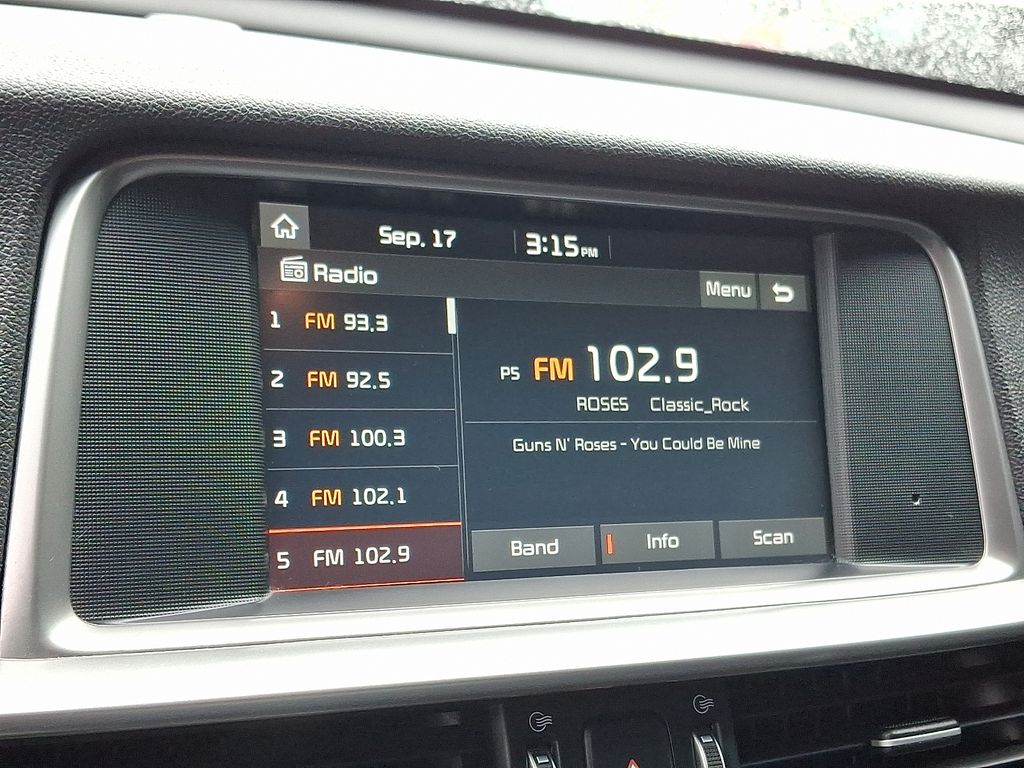 Sep. 17 3:15 PM
Radio
Menu
1 FM 93.3
2 FM 92.5
3 FM 100.3
4 FM 102.1
5 FM 102.9
P5 FM 102.9
ROSES Classic_Rock
Guns N' Roses - You Could Be Mine
Band Info Scan